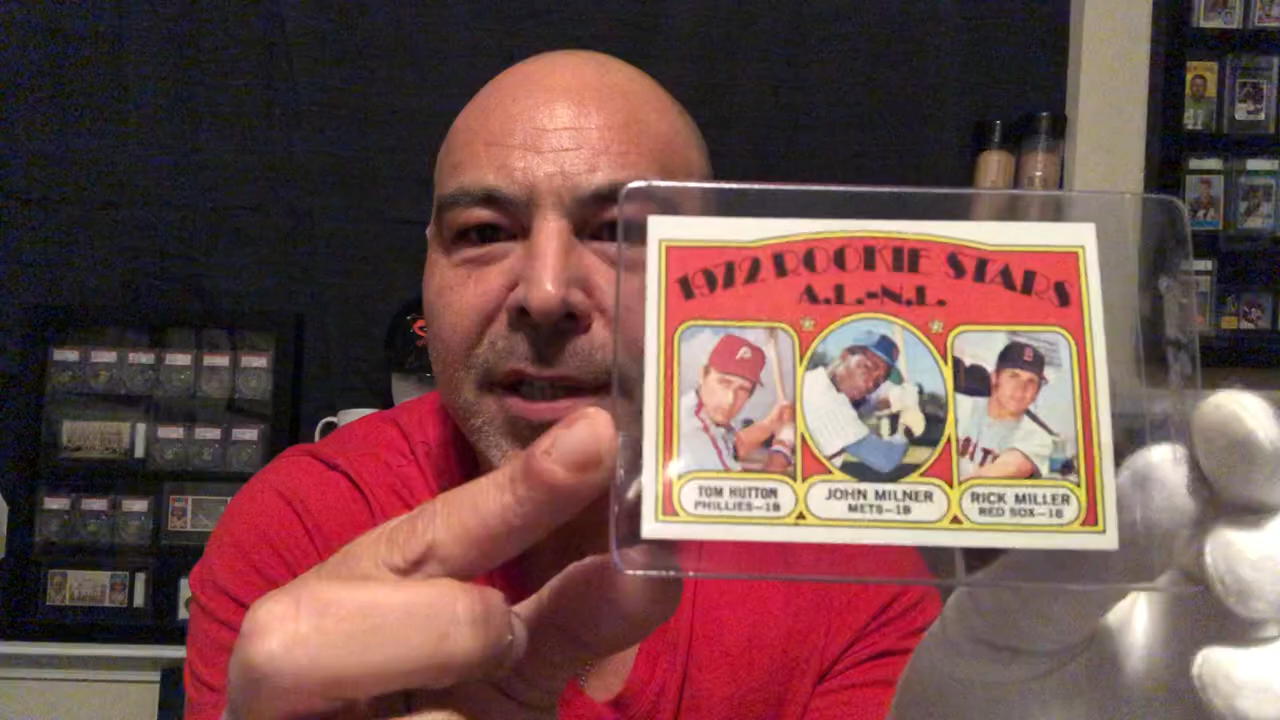 1972 ROOKIE STARS
A.L.-N.L.
TOM HUTTON
PHILLIES-1B
JOHN MILNER
METS-1B
RICK MILLER
RED SOX-1B